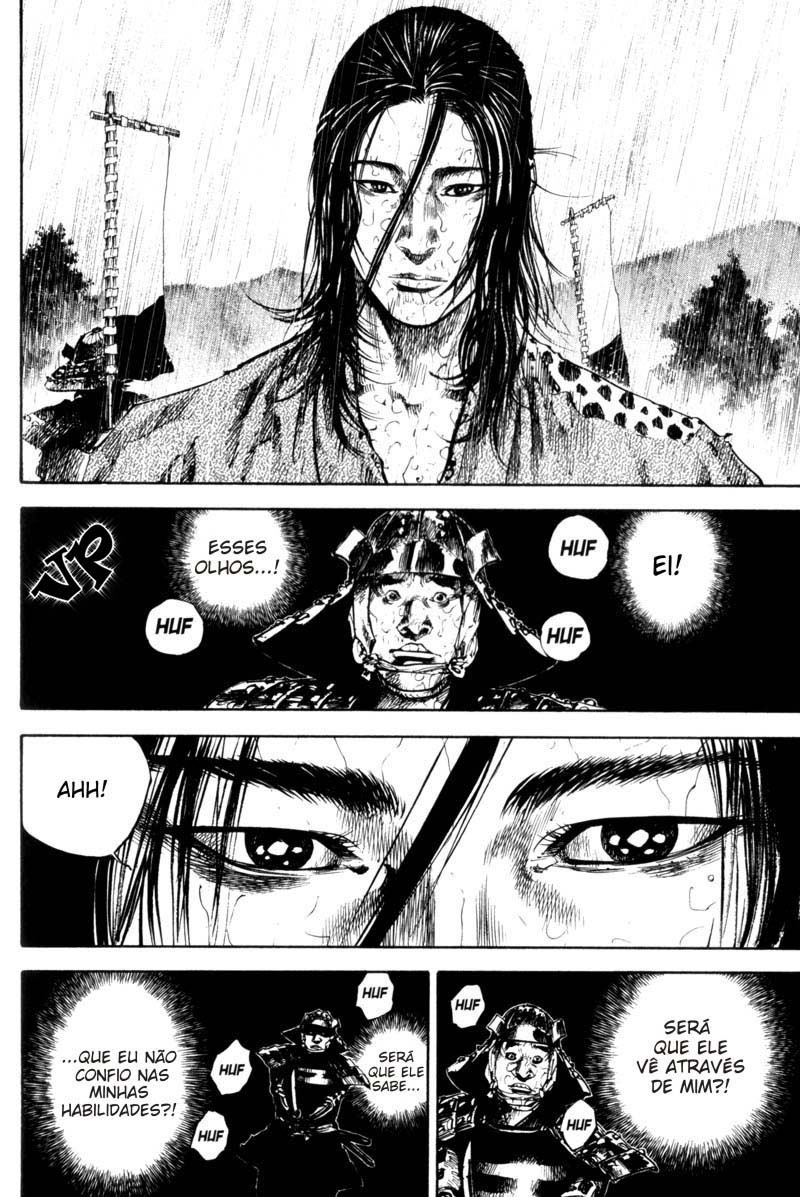 EI!
HUF
HUF
ESSES
OLHOS...!
HUF
VP
AHH!
SERÁ
QUE ELE
VÊ ATRAVÉS
DE MIM?!
HUF
HUF
SERÁ
QUE ELE
SABE...
HUF
HUF
HUF
...QUE EU NÃO
CONFIO NAS
MINHAS
HABILIDADES?!